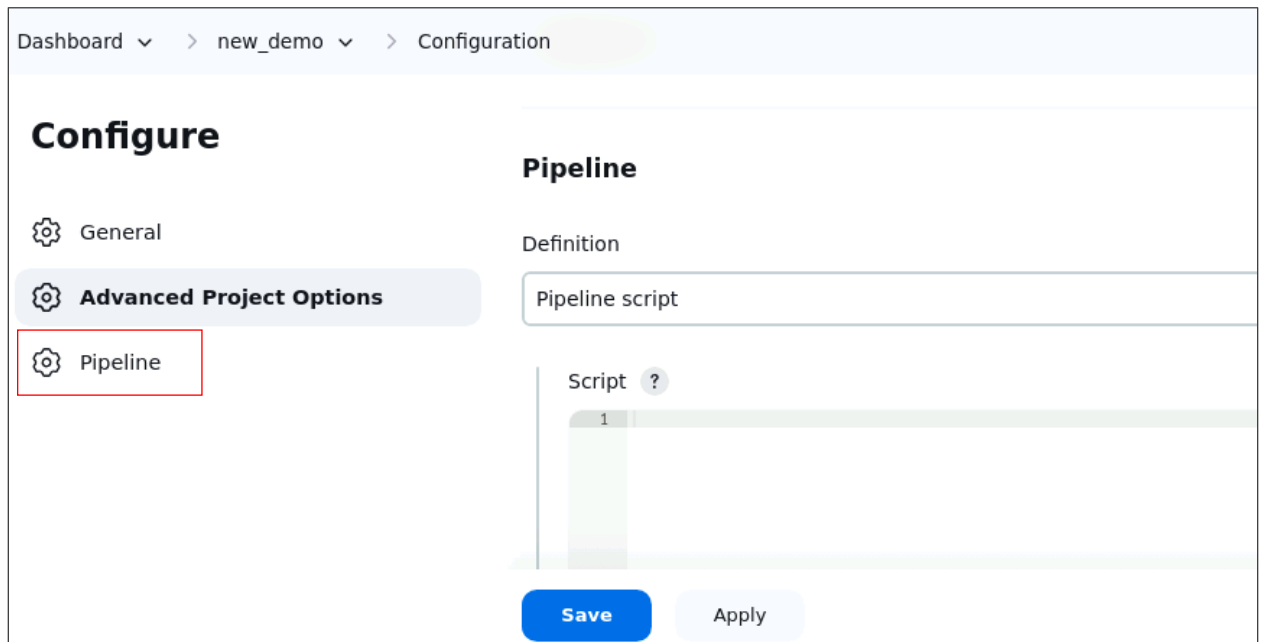 Dashboard > new_demo > Configuration
Configure
General
Advanced Project Options
Pipeline
Pipeline
Definition
Pipeline script
Script ?
1
Save Apply